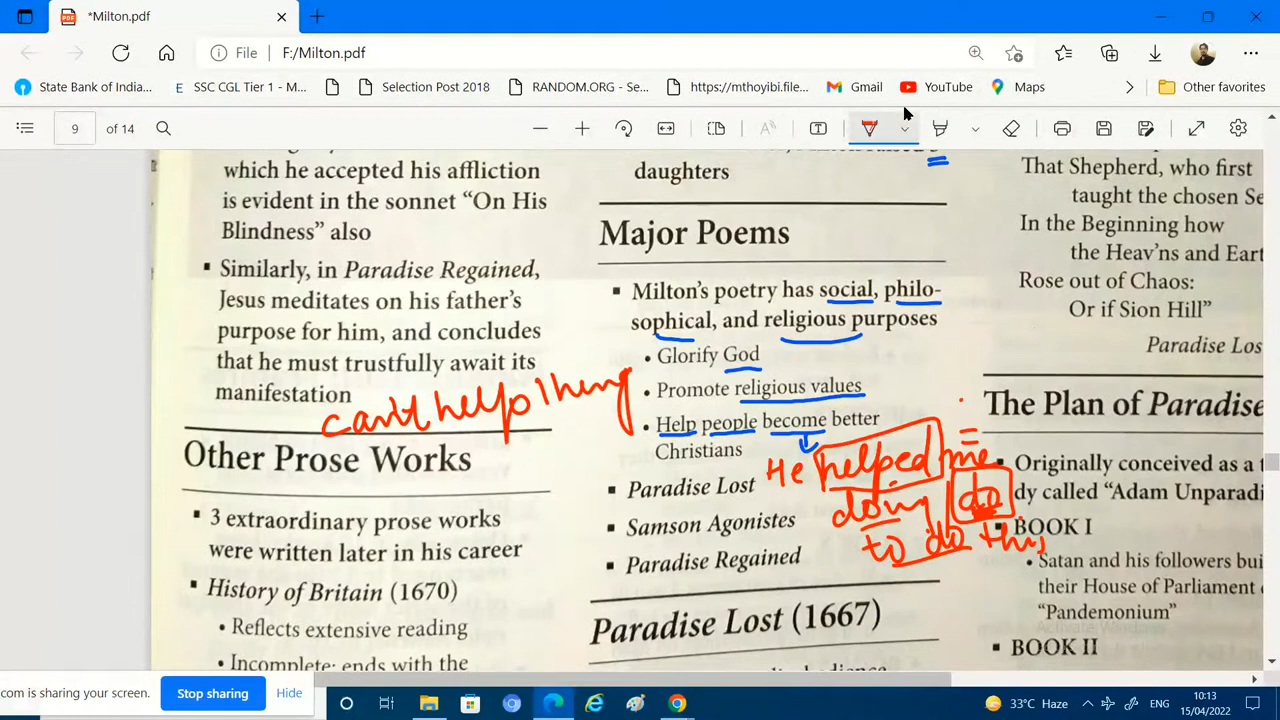 *Milton.pdf
File
F:/Milton.pdf
State Bank of India...
SSC CGL Tier 1 - M...
Selection Post 2018
RANDOM.ORG - Se...
https://mthoyibi.file...
Gmail
YouTube
Maps
Other favorites
9 of 14
which he accepted his affliction
is evident in the sonnet “On His
Blindness” also
▪ Similarly, in Paradise Regained,
Jesus meditates on his father’s
purpose for him, and concludes
that he must trustfully await its
manifestation
can't help
Other Prose Works
▪ 3 extraordinary prose works
were written later in his career
▪ History of Britain (1670)
• Reflects extensive reading
• Incomplete; ends with the
daughters
Major Poems
▪ Milton’s poetry has social, philo-
sophical, and religious purposes
• Glorify God
• Promote religious values
• Help people become better
Christians
He helped me
doing do
to do this
▪ Paradise Lost
▪ Samson Agonistes
▪ Paradise Regained
Paradise Lost (1667)
That Shepherd, who first
taught the chosen Se
In the Beginning how
the Heav’ns and Eart
Rose out of Chaos:
Or if Sion Hill”
Paradise Los
The Plan of Paradise
Originally conceived as a t
dy called “Adam Unparadi
▪ BOOK I
• Satan and his followers bui
their House of Parliament
“Pandemonium”
▪ BOOK II
com is sharing your screen.
Stop sharing
Hide
33°C Haze
ENG
10:13
15/04/2022